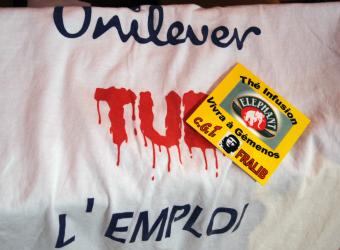 Unilever
TUE
L'EMPLOI
Thé Infusion
ELEPHANT
Vivra à Gémenos
C.G.T FRALIB